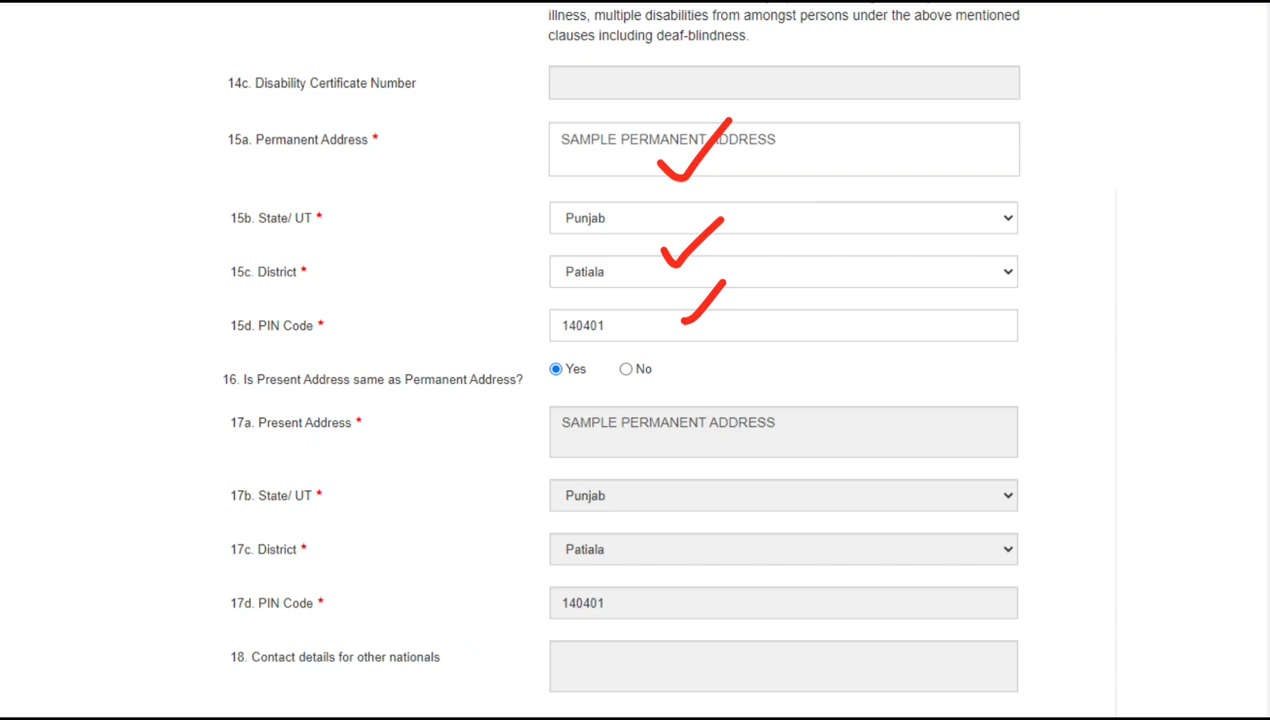 illness, multiple disabilities from amongst persons under the above mentioned
clauses including deaf-blindness.
14c. Disability Certificate Number
15a. Permanent Address *
SAMPLE PERMANENT ADDRESS
15b. State/ UT *
Punjab
15c. District *
Patiala
15d. PIN Code *
140401
16. Is Present Address same as Permanent Address?
Yes No
17a. Present Address *
SAMPLE PERMANENT ADDRESS
17b. State/ UT *
Punjab
17c. District *
Patiala
17d. PIN Code *
140401
18. Contact details for other nationals